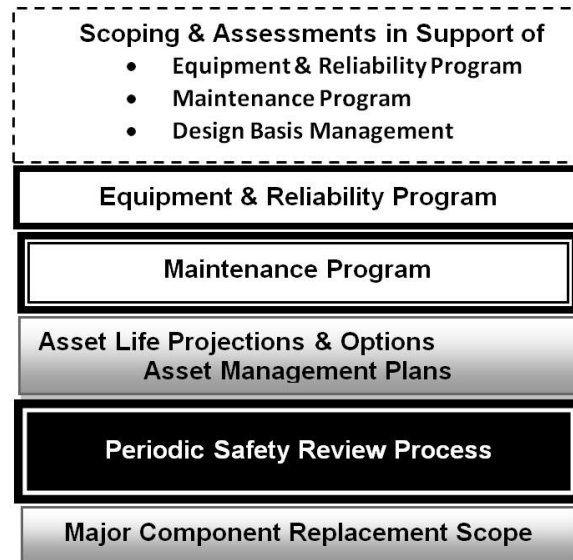 Scoping & Assessments in Support of
• Equipment & Reliability Program
• Maintenance Program
• Design Basis Management
Equipment & Reliability Program
Maintenance Program
Asset Life Projections & Options
Asset Management Plans
Periodic Safety Review Process
Major Component Replacement Scope